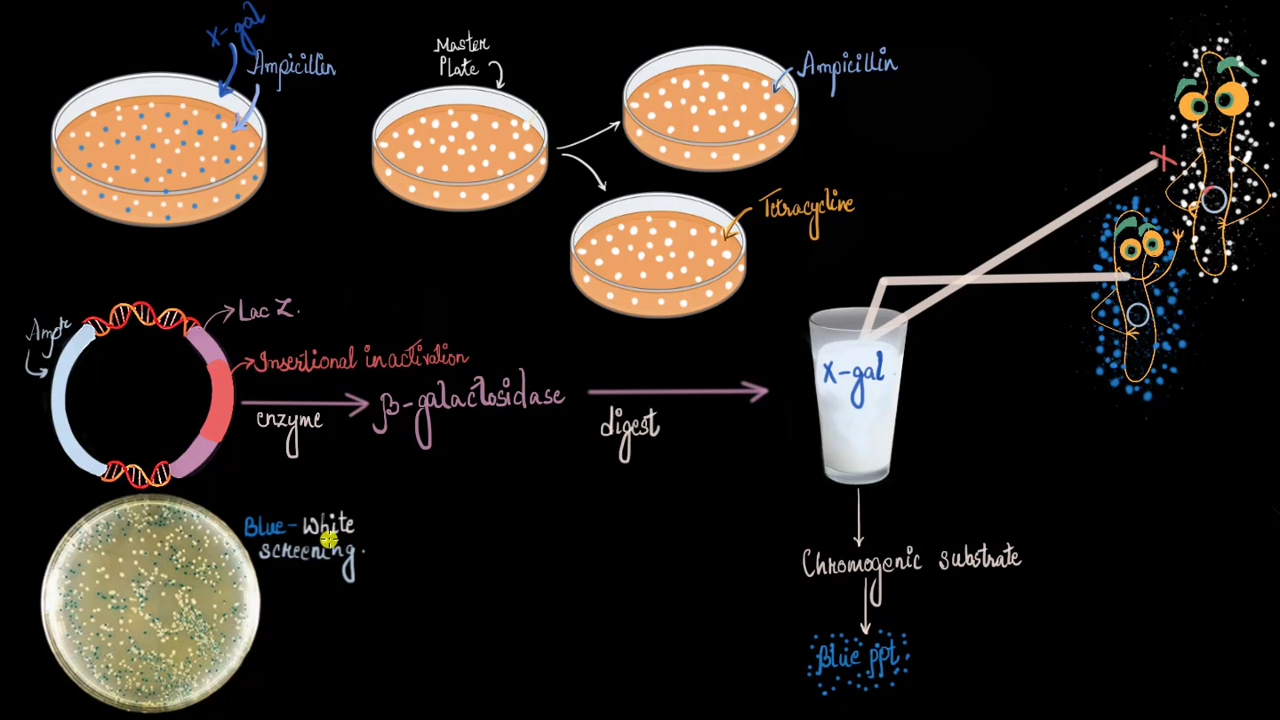 X-gal
Ampicillin
Master
Plate
Ampicillin
Tetracycline
Ampr
Lac Z.
Insertional inactivation
enzyme
β-galactosidase
digest
X-gal
Blue-White
screening.
Chromogenic substrate
Blue ppt